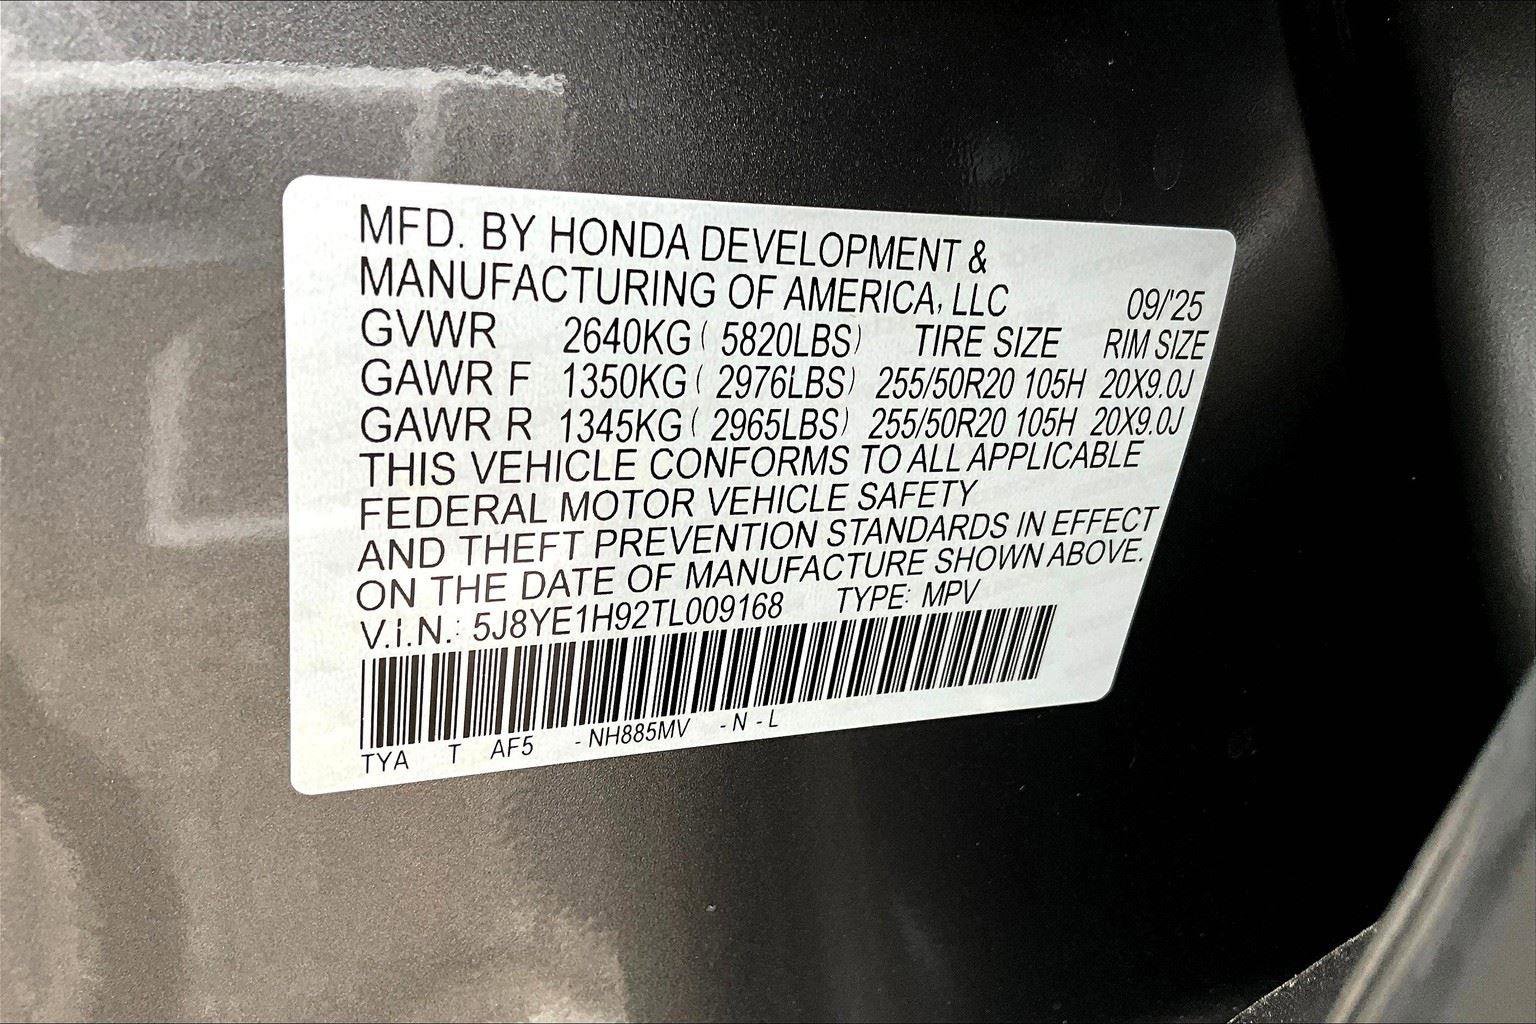 MFD. BY HONDA DEVELOPMENT &
MANUFACTURING OF AMERICA, LLC 09/'25
GVWR 2640KG ( 5820LBS) TIRE SIZE RIM SIZE
GAWR F 1350KG ( 2976LBS) 255/50R20 105H 20X9.0J
GAWR R 1345KG ( 2965LBS) 255/50R20 105H 20X9.0J
THIS VEHICLE CONFORMS TO ALL APPLICABLE
FEDERAL MOTOR VEHICLE SAFETY
AND THEFT PREVENTION STANDARDS IN EFFECT
ON THE DATE OF MANUFACTURE SHOWN ABOVE.
V.i.N.: 5J8YE1H92TL009168 TYPE: MPV
TYA T AF5 - NH885MV - N - L